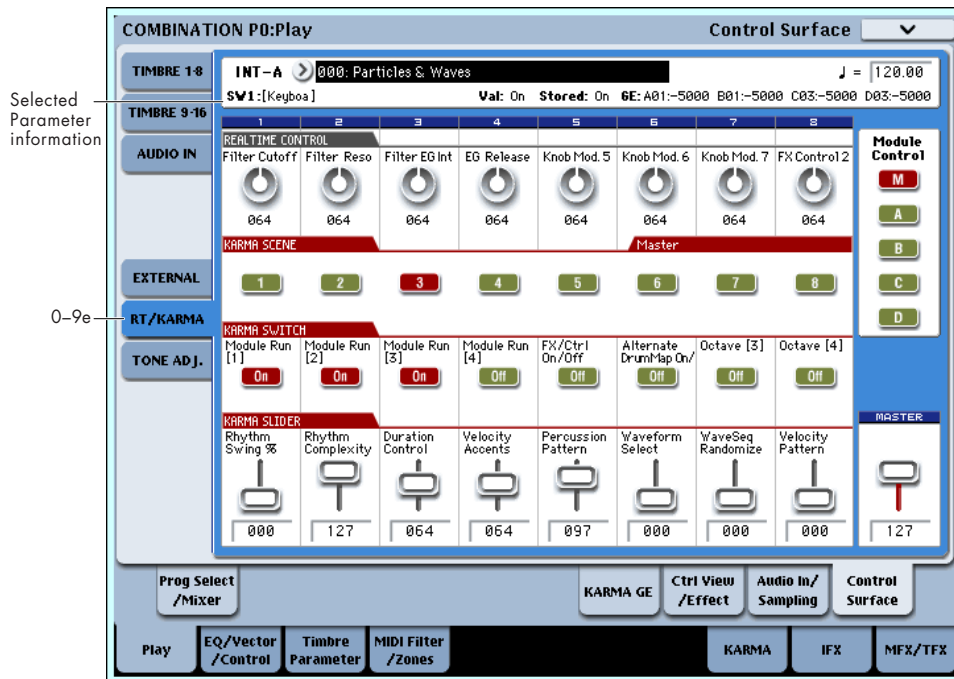 COMBINATION P0:Play
Control Surface
TIMBRE 1-8
INT-A
000: Particles & Waves
♩ = 120.00
Selected
Parameter
information
SW1:[Keyboa]
Val: On Stored: On GE: A01:-5000 B01:-5000 C03:-5000 D03:-5000
TIMBRE 9-16
AUDIO IN
1 2 3 4 5 6 7 8
REALTIME CONTROL
Filter Cutoff Filter Reso Filter EG Int EG Release Knob Mod. 5 Knob Mod. 6 Knob Mod. 7 FX Control 2
064 064 064 064 064 064 064 064
Module
Control
M
A
B
C
D
KARMA SCENE
Master
EXTERNAL
1 2 3 4 5 6 7 8
0–9e
RT/KARMA
KARMA SWITCH
TONE ADJ.
Module Run
[1]
Module Run
[2]
Module Run
[3]
Module Run
[4]
FX/Ctrl
On/Off
Alternate
DrumMap On/
Octave [3]
Octave [4]
On On On Off Off Off Off Off
KARMA SLIDER
MASTER
Rhythm
Swing %
Rhythm
Complexity
Duration
Control
Velocity
Accents
Percussion
Pattern
Waveform
Select
WaveSeq
Randomize
Velocity
Pattern
000 127 064 064 097 000 000 000 127
Prog Select
/Mixer
KARMA GE
Ctrl View
/Effect
Audio In/
Sampling
Control
Surface
Play
EQ/Vector
/Control
Timbre
Parameter
MIDI Filter
/Zones
KARMA
IFX
MFX/TFX